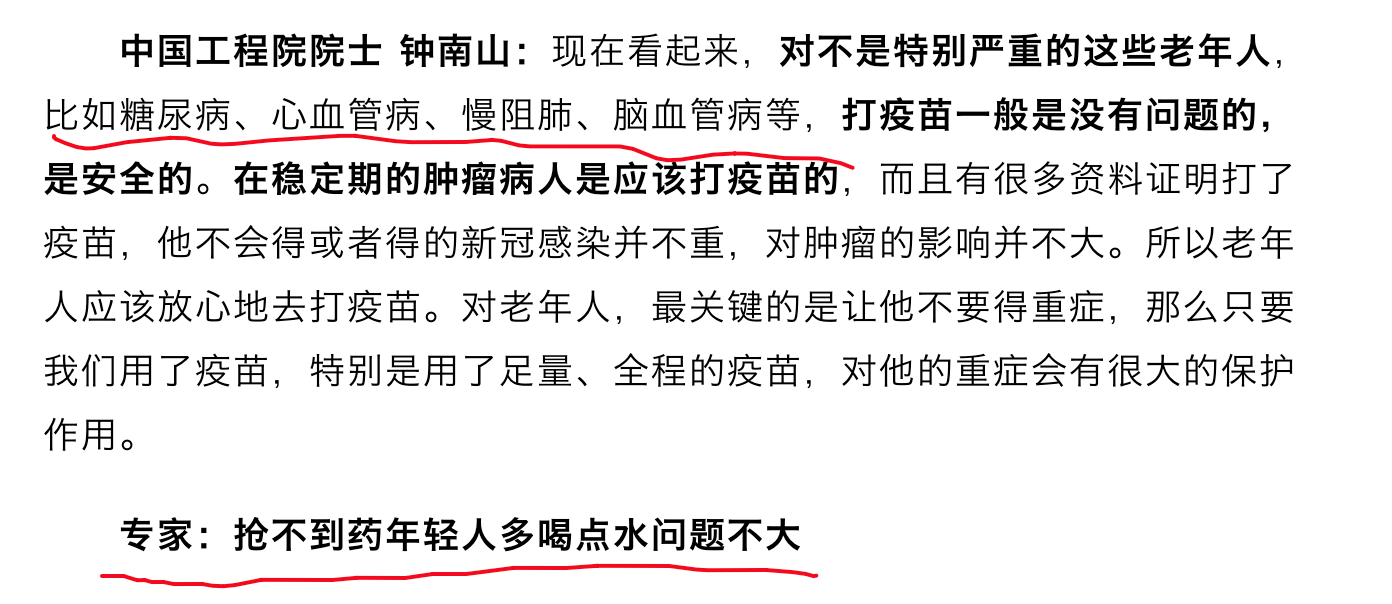 中国工程院院士 钟南山：现在看起来，对不是特别严重的这些老年人，
比如糖尿病、心血管病、慢阻肺、脑血管病等，打疫苗一般是没有问题的，
是安全的。在稳定期的肿瘤病人是应该打疫苗的，而且有很多资料证明打了
疫苗，他不会得或者得的新冠感染并不重，对肿瘤的影响并不大。所以老年
人应该放心地去打疫苗。对老年人，最关键的是让他不要得重症，那么只要
我们用了疫苗，特别是用了足量、全程的疫苗，对他的重症会有很大的保护
作用。
专家：抢不到药年轻人多喝点水问题不大